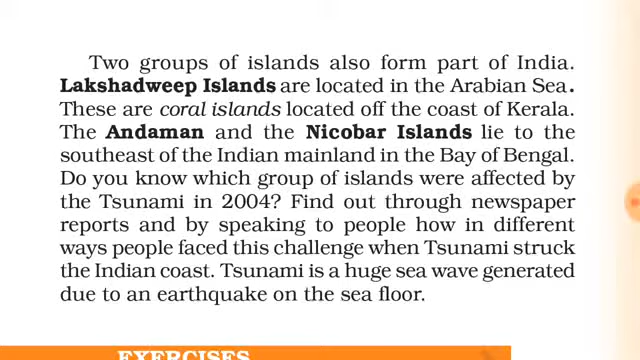 Two groups of islands also form part of India.
Lakshadweep Islands are located in the Arabian Sea.
These are coral islands located off the coast of Kerala.
The Andaman and the Nicobar Islands lie to the
southeast of the Indian mainland in the Bay of Bengal.
Do you know which group of islands were affected by
the Tsunami in 2004? Find out through newspaper
reports and by speaking to people how in different
ways people faced this challenge when Tsunami struck
the Indian coast. Tsunami is a huge sea wave generated
due to an earthquake on the sea floor.
EXERCISES